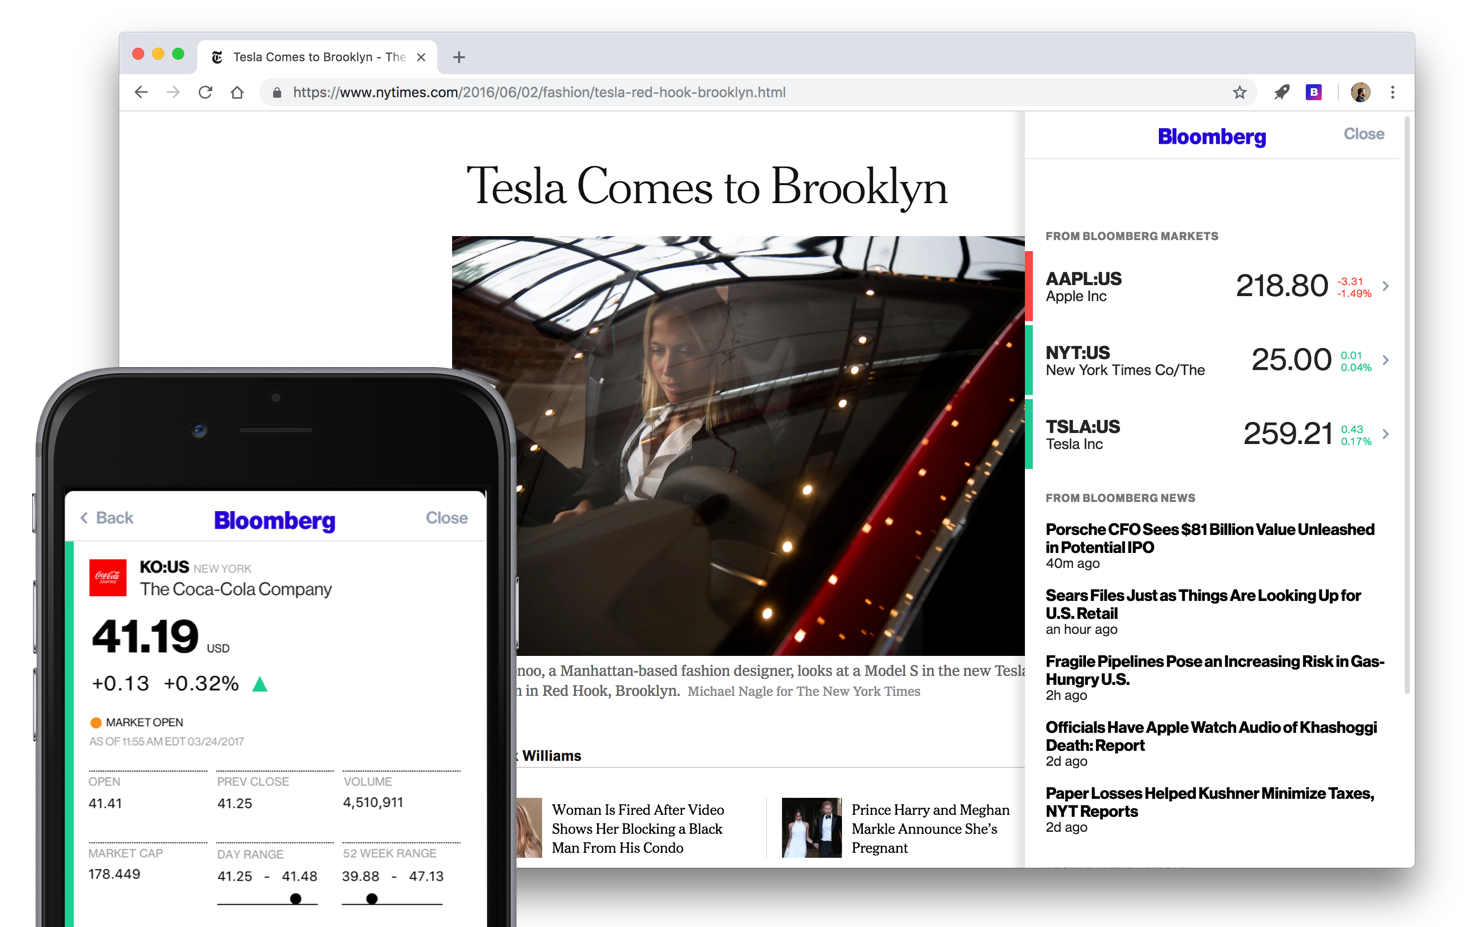 Tesla Comes to Brooklyn - The
https://www.nytimes.com/2016/06/02/fashion/tesla-red-hook-brooklyn.html
B
Tesla Comes to Brooklyn
a Manhattan-based fashion designer, looks at a Model S in the new Tesla
in Red Hook, Brooklyn. Michael Nagle for The New York Times
Williams
Woman Is Fired After Video
Shows Her Blocking a Black
Man From His Condo
Prince Harry and Meghan
Markle Announce She's
Pregnant
Bloomberg
Close
FROM BLOOMBERG MARKETS
AAPL:US
Apple Inc
218.80
-3.31
-1.49%
NYT:US
New York Times Co/The
25.00
0.01
0.04%
TSLA:US
Tesla Inc
259.21
0.43
0.17%
FROM BLOOMBERG NEWS
Porsche CFO Sees $81 Billion Value Unleashed
in Potential IPO
40m ago
Sears Files Just as Things Are Looking Up for
U.S. Retail
an hour ago
Fragile Pipelines Pose an Increasing Risk in Gas-
Hungry U.S.
2h ago
Officials Have Apple Watch Audio of Khashoggi
Death: Report
2d ago
Paper Losses Helped Kushner Minimize Taxes,
NYT Reports
2d ago
Back
Bloomberg
Close
Coca-Cola
Journey
KO:US NEW YORK
The Coca-Cola Company
41.19 USD
+0.13 +0.32%
MARKET OPEN
AS OF 11:55 AM EDT 03/24/2017
OPEN
41.41
PREV CLOSE
41.25
VOLUME
4,510,911
MARKET CAP
178.449
DAY RANGE
41.25 - 41.48
52 WEEK RANGE
39.88 - 47.13